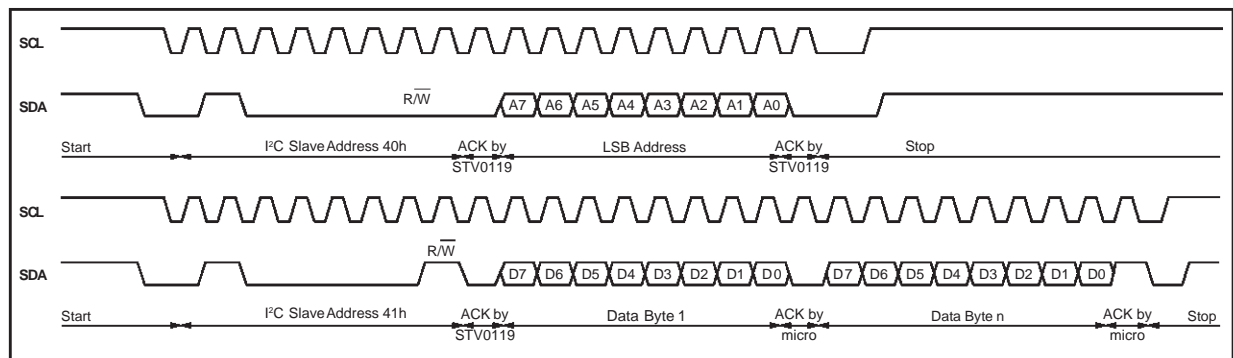 SCL
SDA
R/W
A7 A6 A5 A4 A3 A2 A1 A0
Start
I²C Slave Address 40h
ACK by
STV0119
LSB Address
ACK by
STV0119
Stop
SCL
R/W
SDA
D7 D6 D5 D4 D3 D2 D1 D0
D7 D6 D5 D4 D3 D2 D1 D0
Start
I²C Slave Address 41h
ACK by
STV0119
Data Byte 1
ACK by
micro
Data Byte n
ACK by
micro
Stop